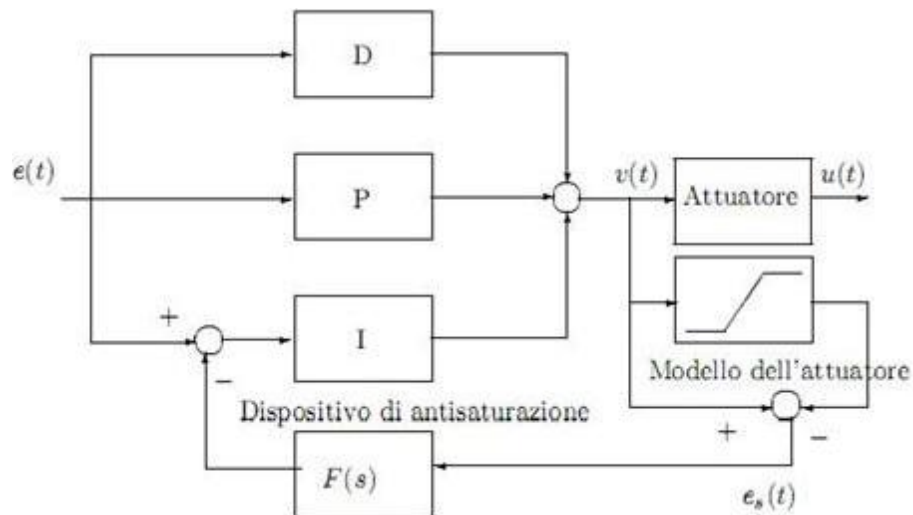 D
e(t)
P
v(t)
Attuatore
u(t)
+
I
−
Modello dell'attuatore
Dispositivo di antisaturazione
+
−
F(s)
e_s(t)